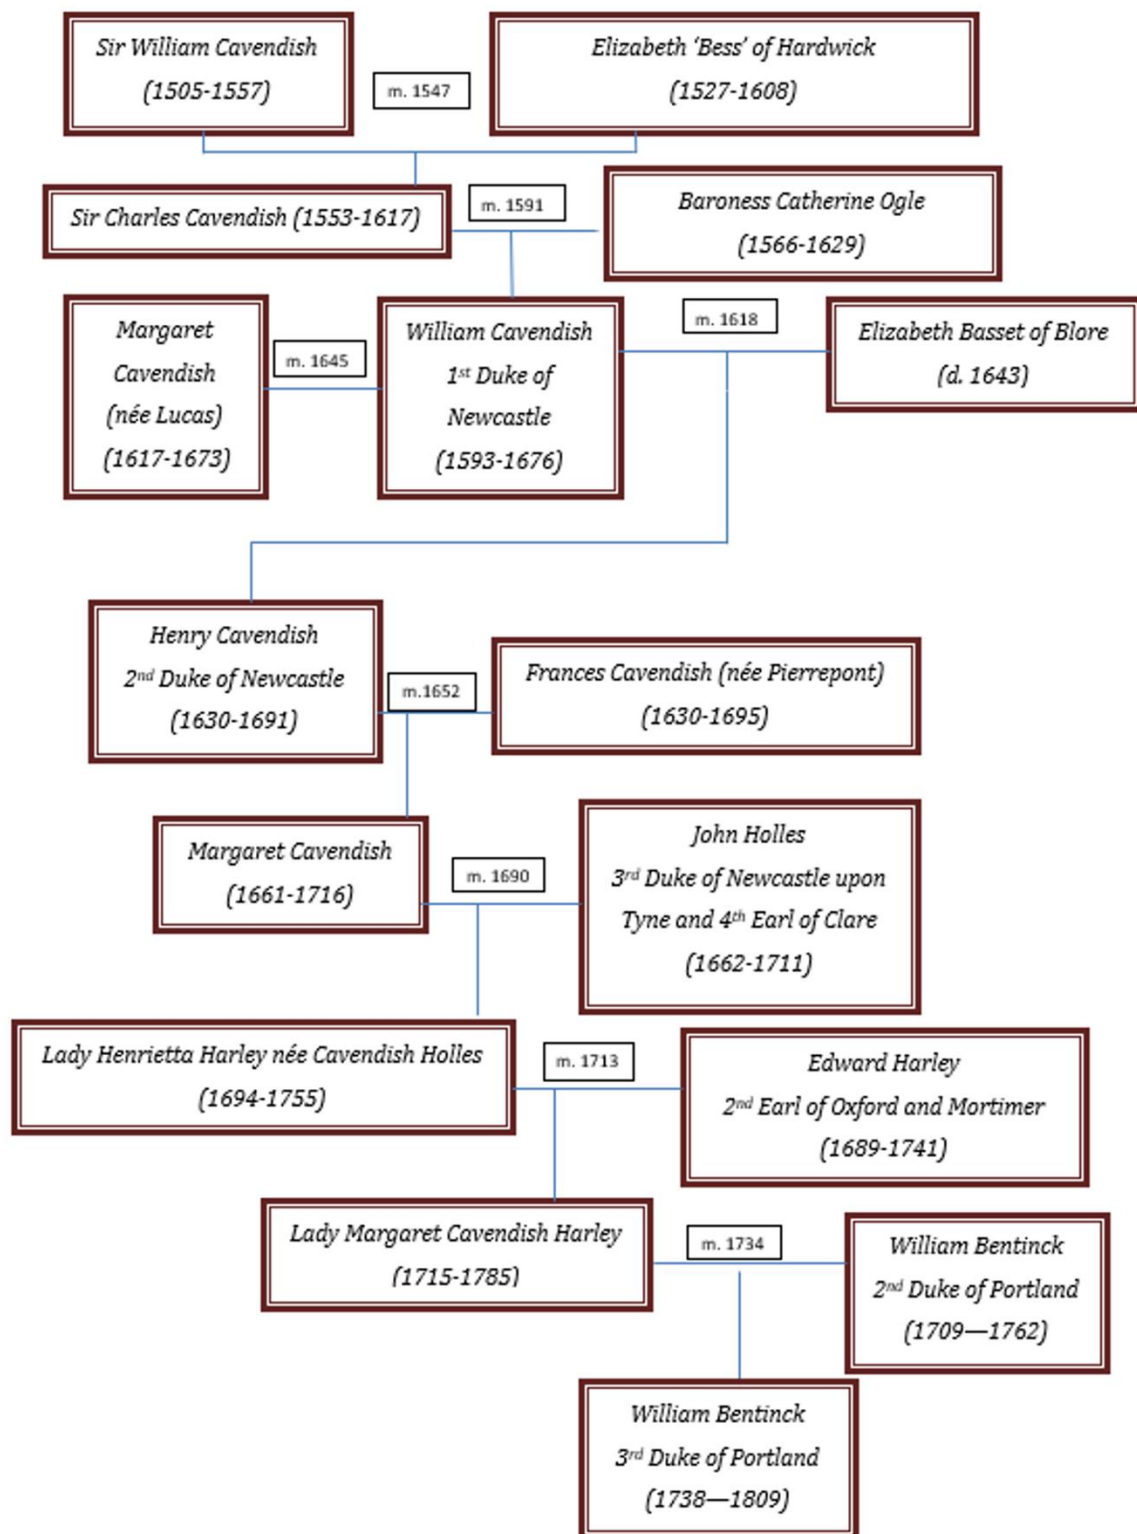 Sir William Cavendish
(1505-1557)
m. 1547
Elizabeth ‘Bess’ of Hardwick
(1527-1608)
Sir Charles Cavendish (1553-1617)
m. 1591
Baroness Catherine Ogle
(1566-1629)
Margaret
Cavendish
(née Lucas)
(1617-1673)
m. 1645
William Cavendish
1st Duke of
Newcastle
(1593-1676)
m. 1618
Elizabeth Basset of Blore
(d. 1643)
Henry Cavendish
2nd Duke of Newcastle
(1630-1691)
m.1652
Frances Cavendish (née Pierrepont)
(1630-1695)
Margaret Cavendish
(1661-1716)
m. 1690
John Holles
3rd Duke of Newcastle upon
Tyne and 4th Earl of Clare
(1662-1711)
Lady Henrietta Harley née Cavendish Holles
(1694-1755)
m. 1713
Edward Harley
2nd Earl of Oxford and Mortimer
(1689-1741)
Lady Margaret Cavendish Harley
(1715-1785)
m. 1734
William Bentinck
2nd Duke of Portland
(1709—1762)
William Bentinck
3rd Duke of Portland
(1738—1809)